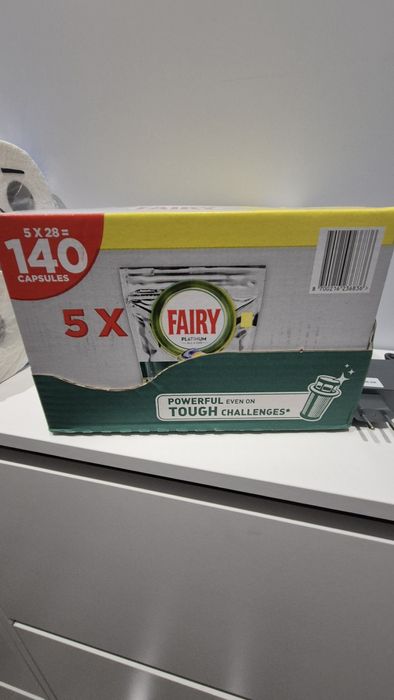 5 X 28 =
140
CAPSULES
5 X
FAIRY
PLATINUM
POWERFUL EVEN ON
TOUGH CHALLENGES*